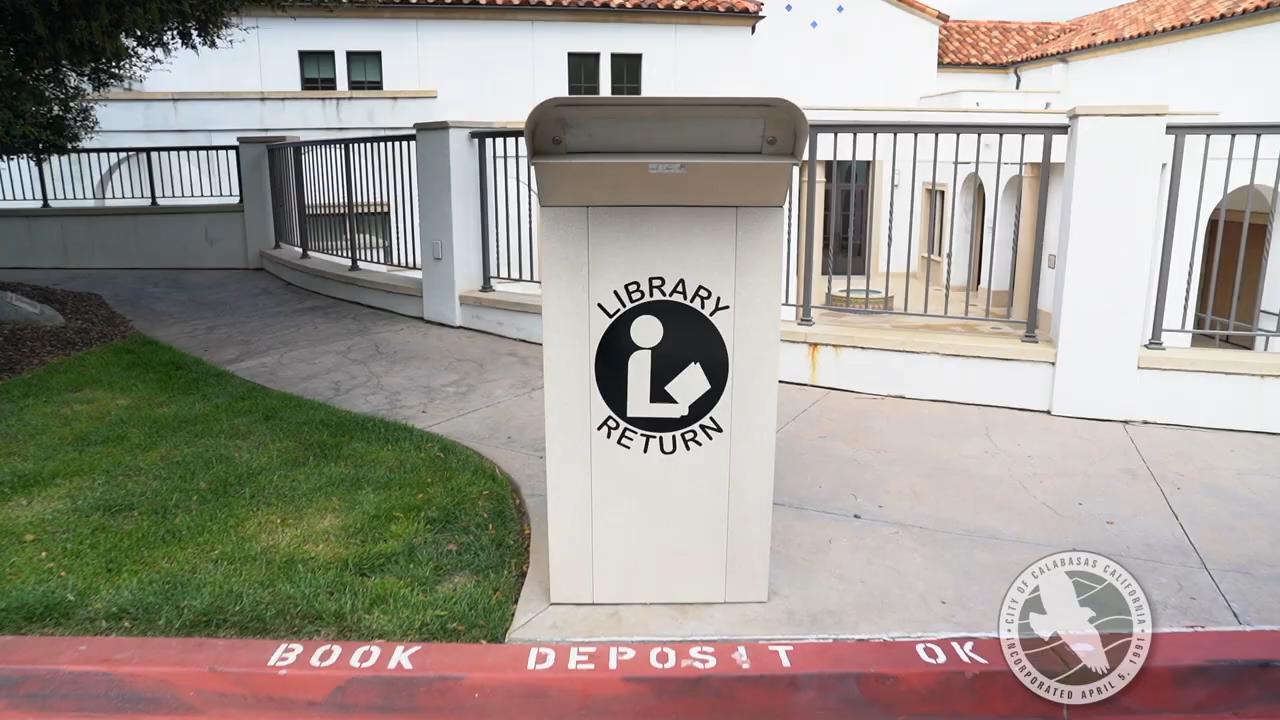 LIBRARY
RETURN
BOOK DEPOSIT OK
CITY OF CALABASAS CALIFORNIA
INCORPORATED APRIL 5, 1991